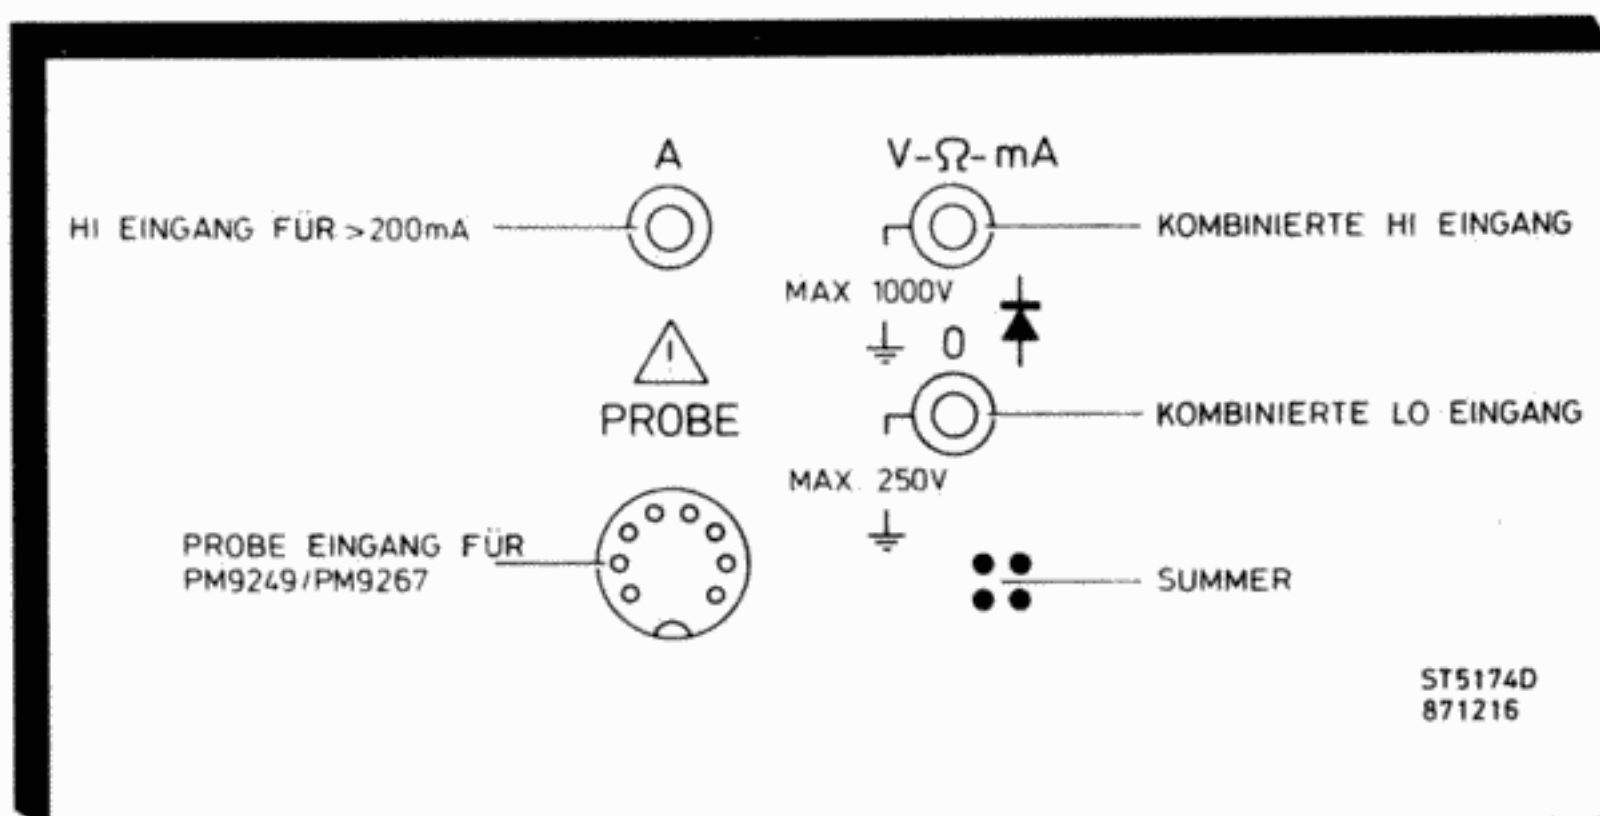 A
V-Ω-mA
HI EINGANG FÜR >200mA
KOMBINIERTE HI EINGANG
MAX 1000V
0
PROBE
KOMBINIERTE LO EINGANG
MAX. 250V
PROBE EINGANG FÜR
PM9249/PM9267
SUMMER
ST5174D
871216